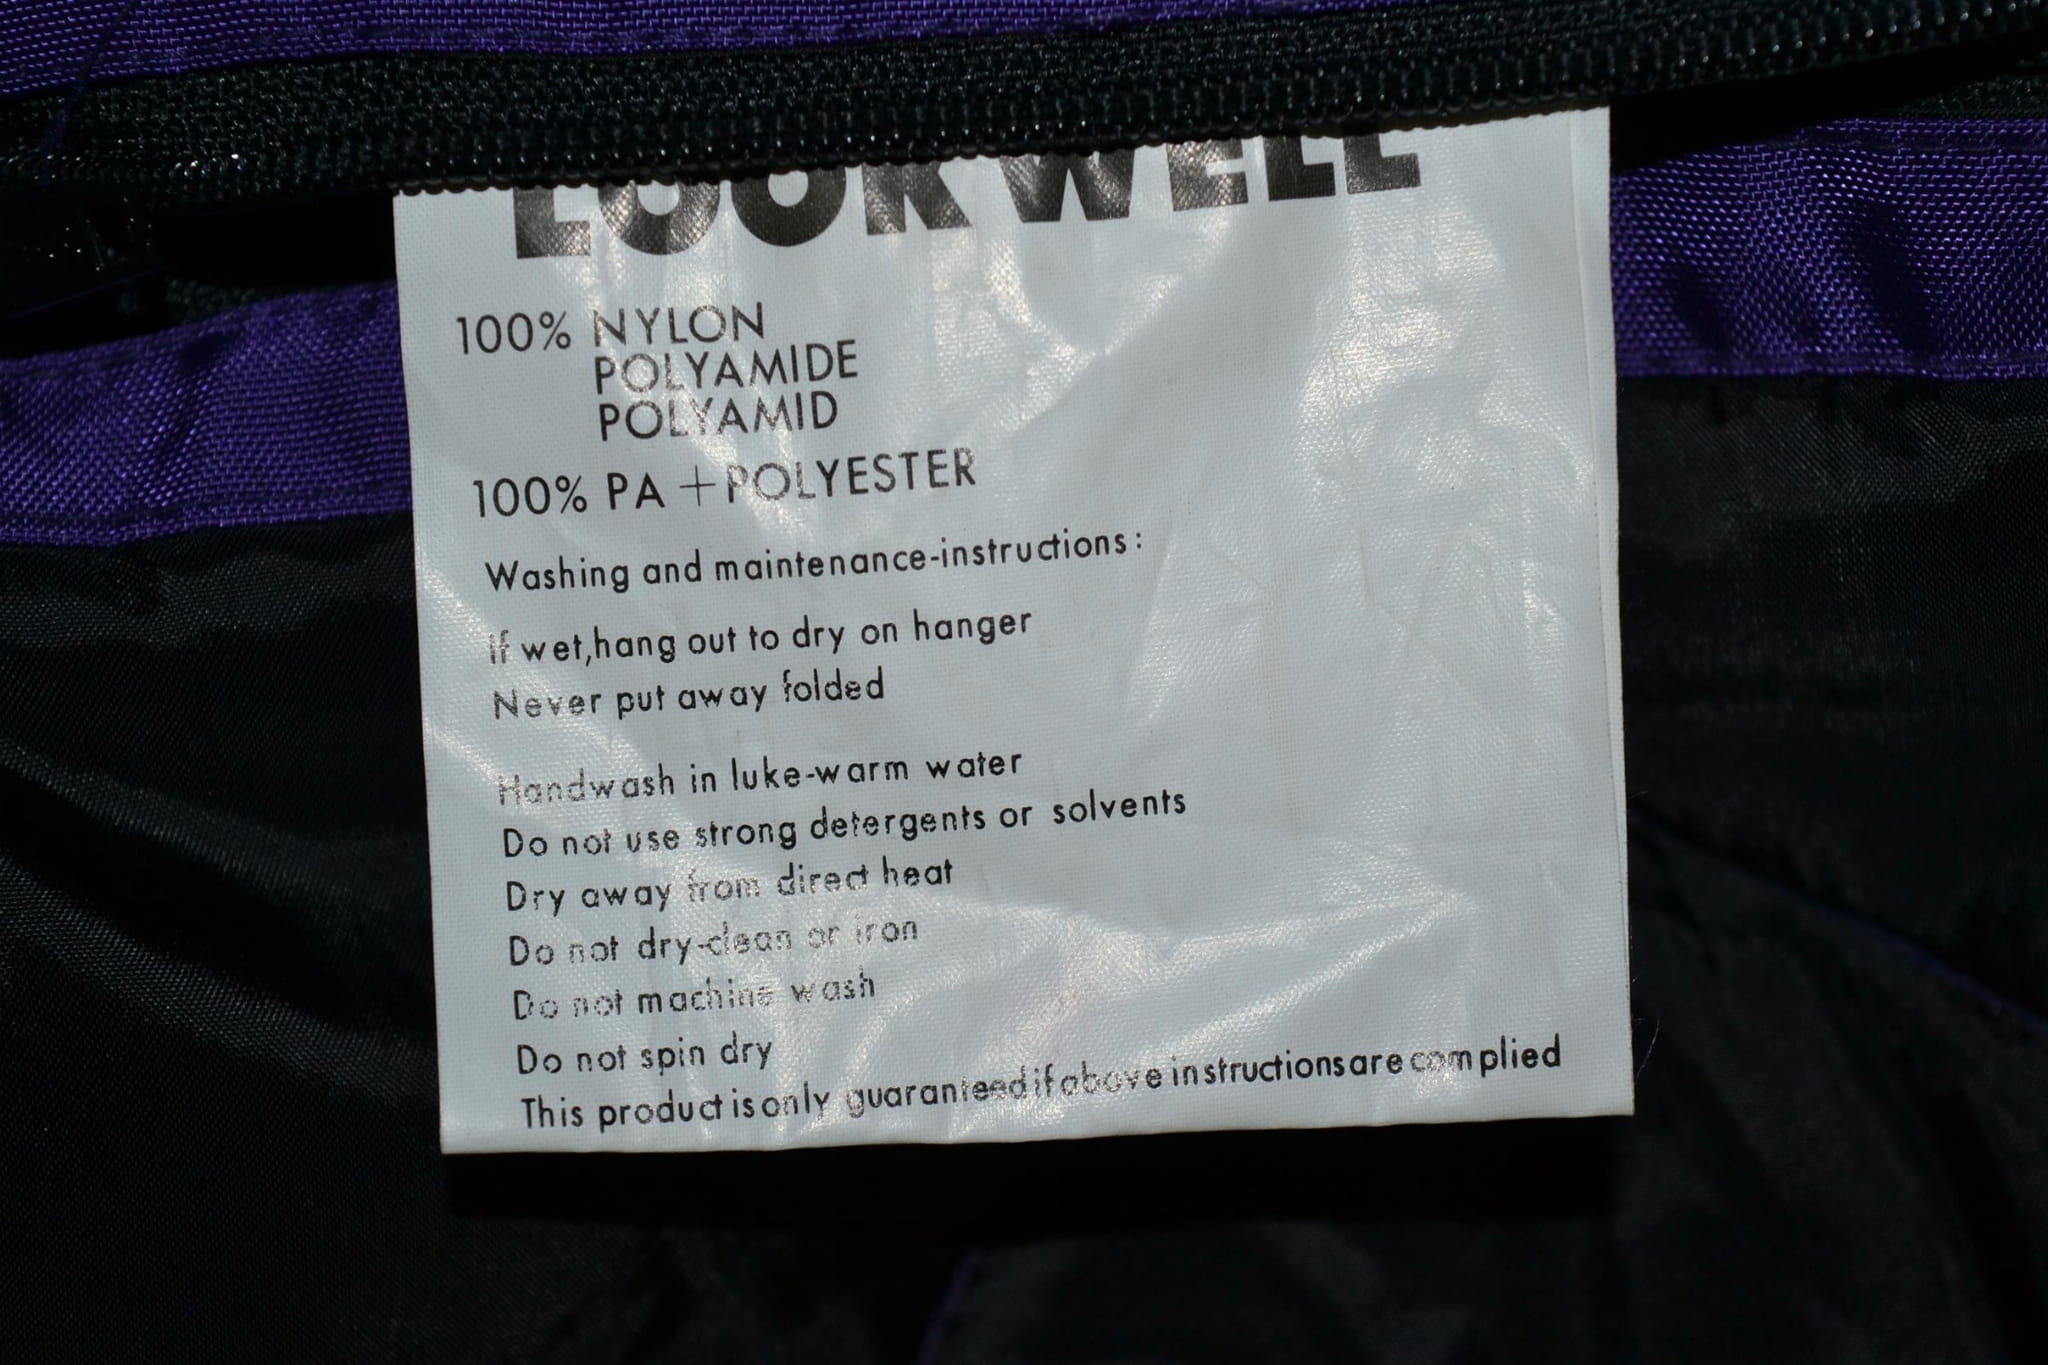 LOOKWELL
100% NYLON
POLYAMIDE
POLYAMID
100% PA + POLYESTER
Washing and maintenance-instructions:
If wet,hang out to dry on hanger
Never put away folded
Handwash in luke-warm water
Do not use strong detergents or solvents
Dry away from direct heat
Do not dry-clean or iron
Do not machine wash
Do not spin dry
This product is only guaranteed if above instructions are complied